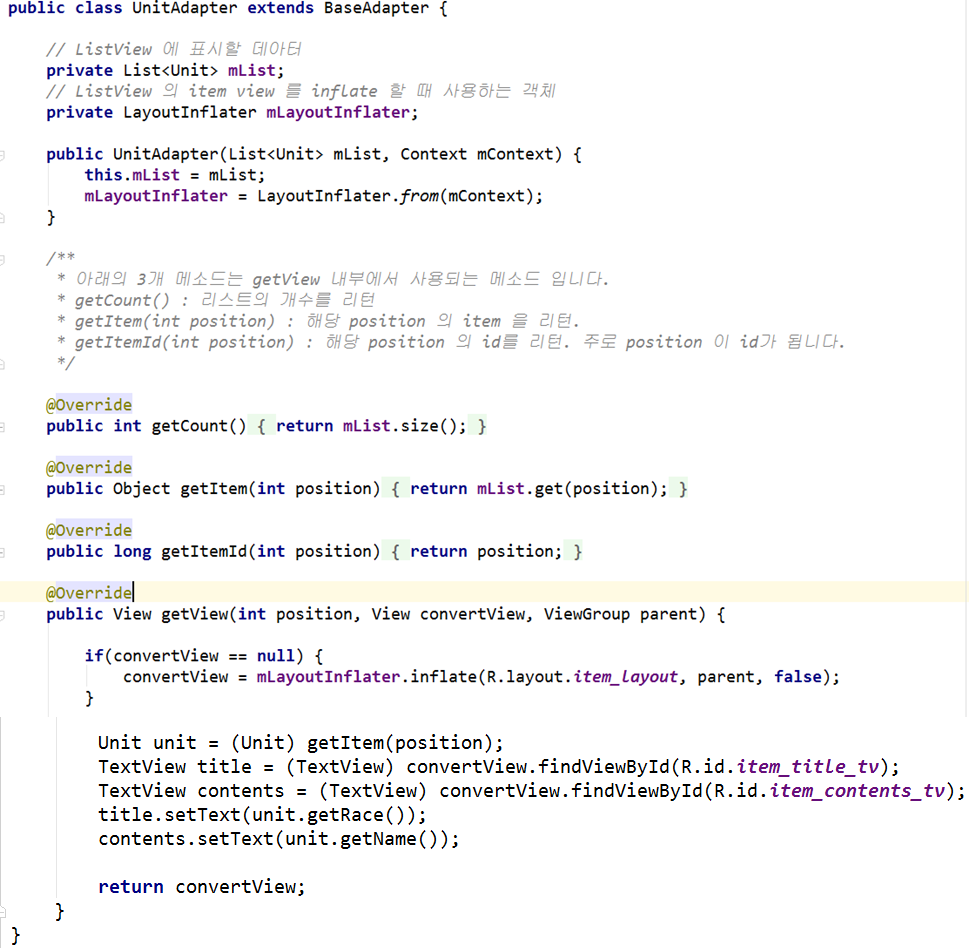 public class UnitAdapter extends BaseAdapter {
// ListView 에 표시할 데아터
private List<Unit> mList;
// ListView 의 item view 를 inflate 할 때 사용하는 객체
private LayoutInflater mLayoutInflater;
public UnitAdapter(List<Unit> mList, Context mContext) {
this.mList = mList;
mLayoutInflater = LayoutInflater.from(mContext);
}
/**
* 아래의 3개 메소드는 getView 내부에서 사용되는 메소드 입니다.
* getCount() : 리스트의 개수를 리턴
* getItem(int position) : 해당 position 의 item 을 리턴.
* getItemId(int position) : 해당 position 의 id를 리턴. 주로 position 이 id가 됩니다.
*/
@Override
public int getCount() { return mList.size(); }
@Override
public Object getItem(int position) { return mList.get(position); }
@Override
public long getItemId(int position) { return position; }
@Override
public View getView(int position, View convertView, ViewGroup parent) {
if(convertView == null) {
convertView = mLayoutInflater.inflate(R.layout.item_layout, parent, false);
}
Unit unit = (Unit) getItem(position);
TextView title = (TextView) convertView.findViewById(R.id.item_title_tv);
TextView contents = (TextView) convertView.findViewById(R.id.item_contents_tv);
title.setText(unit.getRace());
contents.setText(unit.getName());
return convertView;
}
}